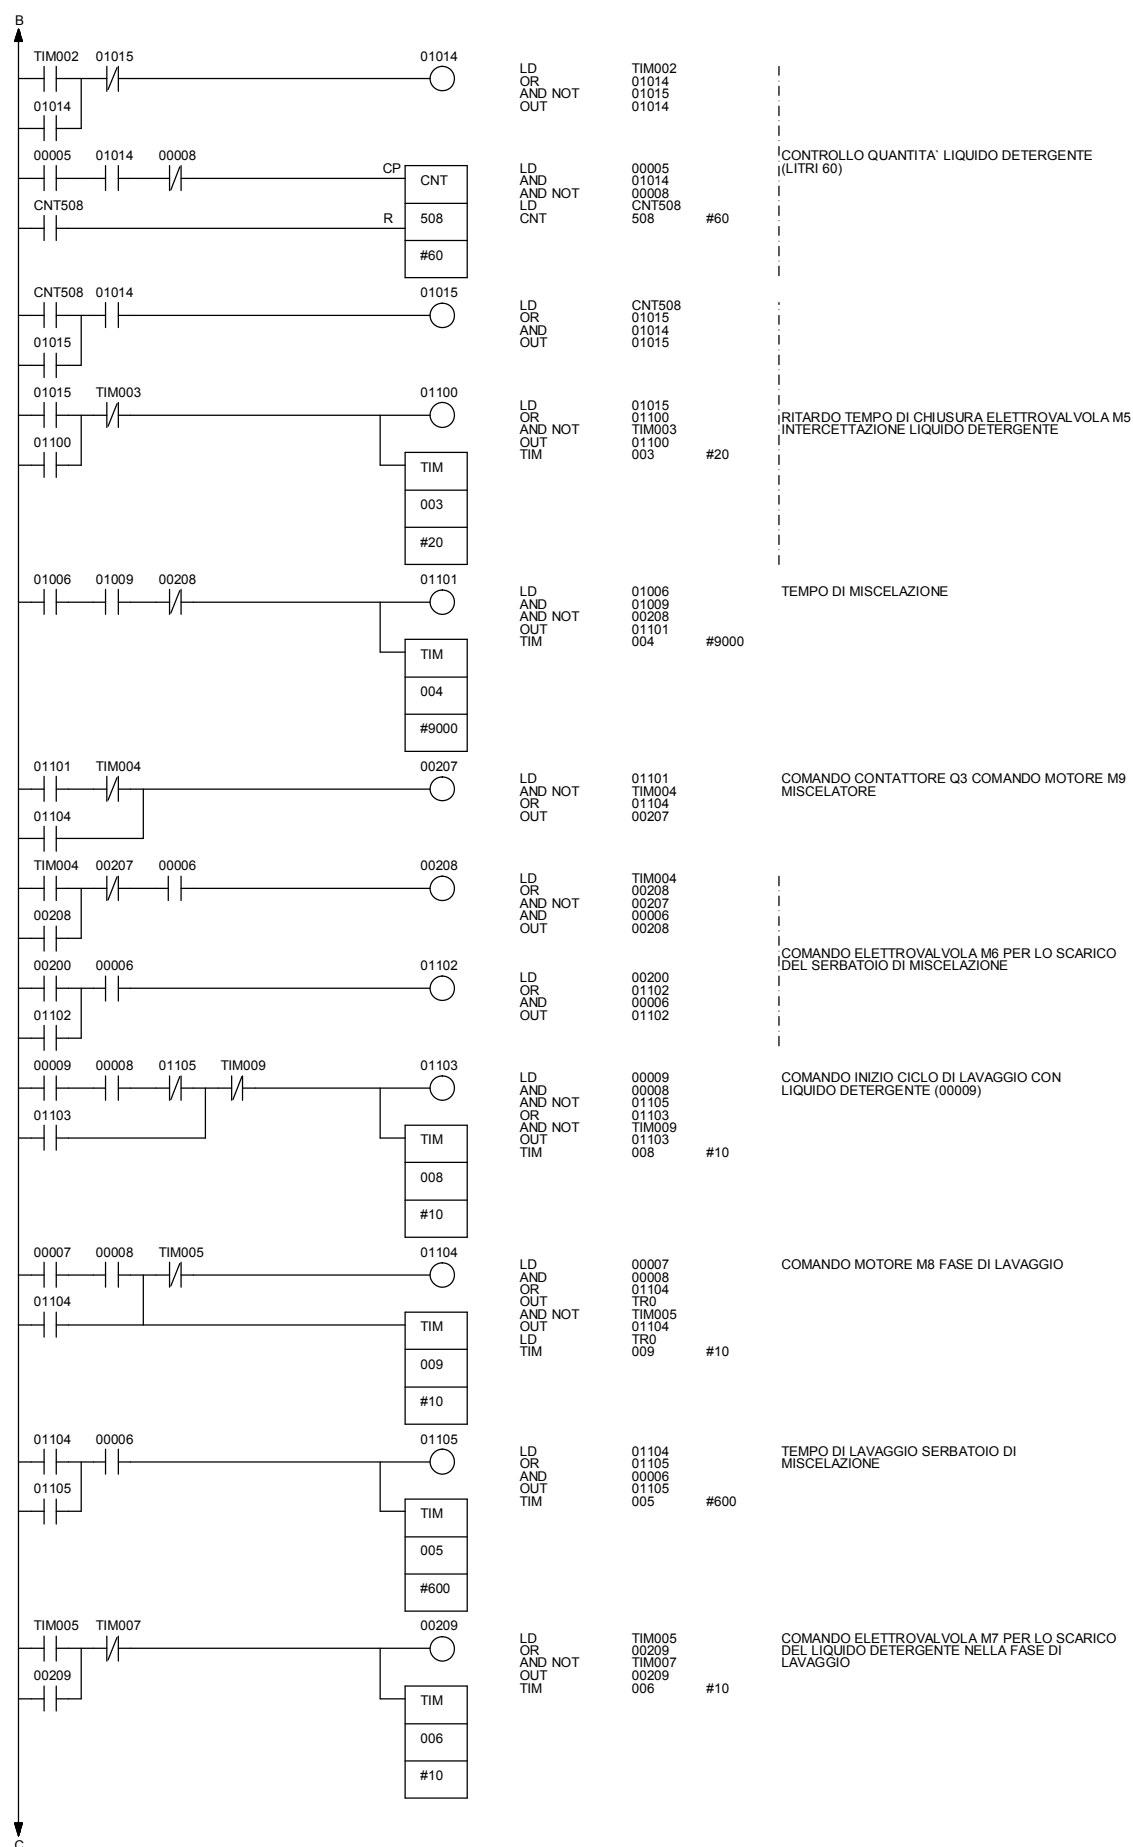 B
TIM002 01015 01014
01014
LD TIM002
OR 01014
AND NOT 01015
OUT 01014
00005 01014 00008 CP CNT
CNT508 R 508
#60
LD 00005
AND 01014
AND NOT 00008
LD CNT508
CNT 508 #60
CONTROLLO QUANTITA` LIQUIDO DETERGENTE
(LITRI 60)
CNT508 01014 01015
01015
LD CNT508
OR 01015
AND 01014
OUT 01015
01015 TIM003 01100
01100
TIM
003
#20
LD 01015
OR 01100
AND NOT TIM003
OUT 01100
TIM 003 #20
RITARDO TEMPO DI CHIUSURA ELETTROVALVOLA M5
INTERCETTAZIONE LIQUIDO DETERGENTE
01006 01009 00208 01101
TIM
004
#9000
LD 01006
AND 01009
AND NOT 00208
OUT 01101
TIM 004 #9000
TEMPO DI MISCELAZIONE
01101 TIM004 00207
01104
LD 01101
AND NOT TIM004
OR 01104
OUT 00207
COMANDO CONTATTORE Q3 COMANDO MOTORE M9
MISCELATORE
TIM004 00207 00006 00208
00208
LD TIM004
OR 00208
AND NOT 00207
AND 00006
OUT 00208
COMANDO ELETTROVALVOLA M6 PER LO SCARICO
DEL SERBATOIO DI MISCELAZIONE
00200 00006 01102
01102
LD 00200
OR 01102
AND 00006
OUT 01102
00009 00008 01105 TIM009 01103
01103
TIM
008
#10
LD 00009
AND 00008
AND NOT 01105
OR 01103
AND NOT TIM009
OUT 01103
TIM 008 #10
COMANDO INIZIO CICLO DI LAVAGGIO CON
LIQUIDO DETERGENTE (00009)
00007 00008 TIM005 01104
01104
TIM
009
#10
LD 00007
AND 00008
OR 01104
OUT TR0
AND NOT TIM005
OUT 01104
LD TR0
TIM 009 #10
COMANDO MOTORE M8 FASE DI LAVAGGIO
01104 00006 01105
01105
TIM
005
#600
LD 01104
OR 01105
AND 00006
OUT 01105
TIM 005 #600
TEMPO DI LAVAGGIO SERBATOIO DI
MISCELAZIONE
TIM005 TIM007 00209
00209
TIM
006
#10
LD TIM005
OR 00209
AND NOT TIM007
OUT 00209
TIM 006 #10
COMANDO ELETTROVALVOLA M7 PER LO SCARICO
DEL LIQUIDO DETERGENTE NELLA FASE DI
LAVAGGIO
C